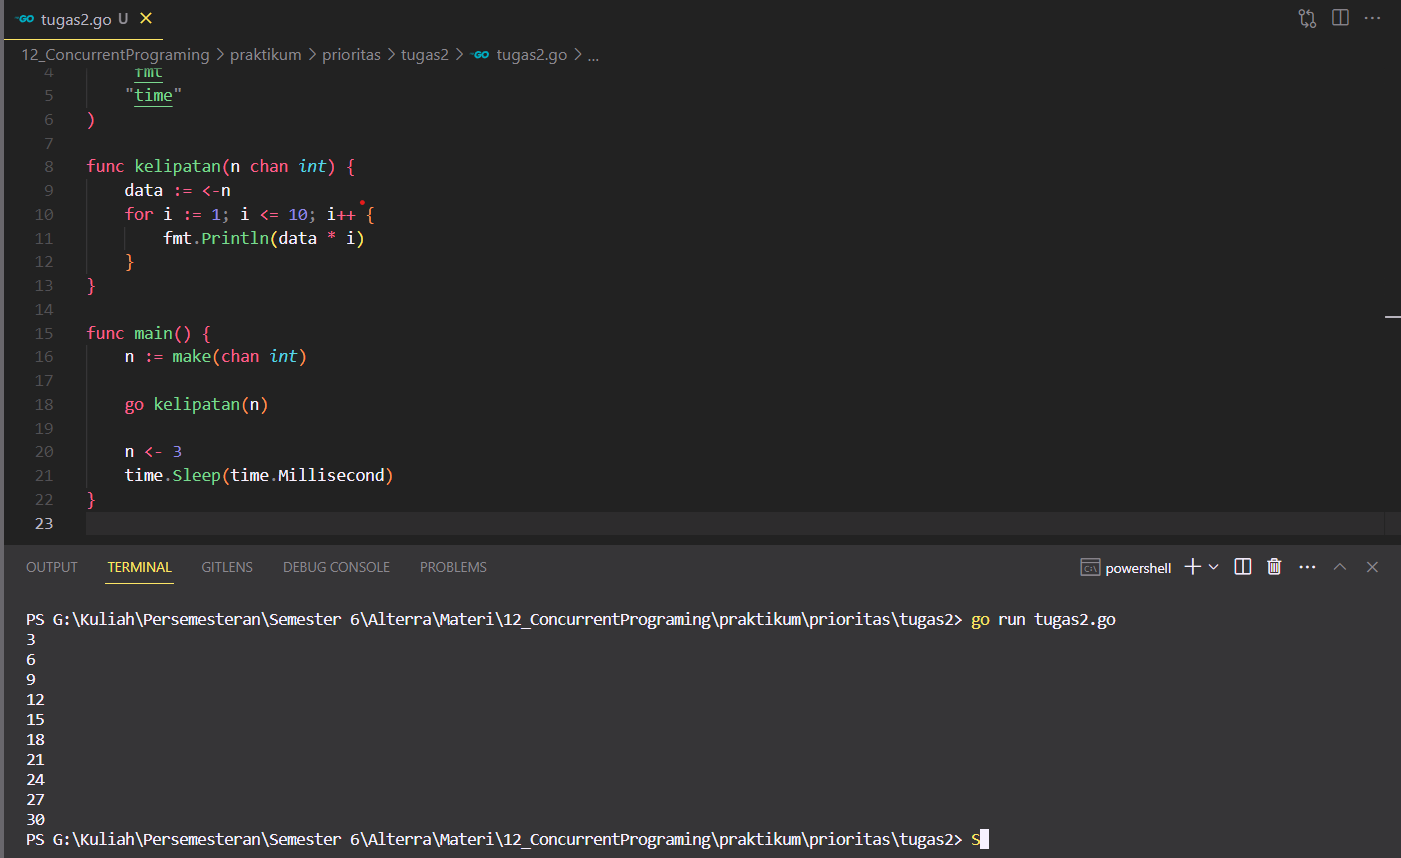 GO tugas2.go U
12_ConcurrentPrograming > praktikum > prioritas > tugas2 > GO tugas2.go > ...
4 fmt
5 "time"
6 )
7
8 func kelipatan(n chan int) {
9 data := <-n
10 for i := 1; i <= 10; i++ {
11 fmt.Println(data * i)
12 }
13 }
14
15 func main() {
16 n := make(chan int)
17
18 go kelipatan(n)
19
20 n <- 3
21 time.Sleep(time.Millisecond)
22 }
23
OUTPUT TERMINAL GITLENS DEBUG CONSOLE PROBLEMS powershell
PS G:\Kuliah\Persemesteran\Semester 6\Alterra\Materi\12_ConcurrentPrograming\praktikum\prioritas\tugas2> go run tugas2.go
3
6
9
12
15
18
21
24
27
30
PS G:\Kuliah\Persemesteran\Semester 6\Alterra\Materi\12_ConcurrentPrograming\praktikum\prioritas\tugas2> S